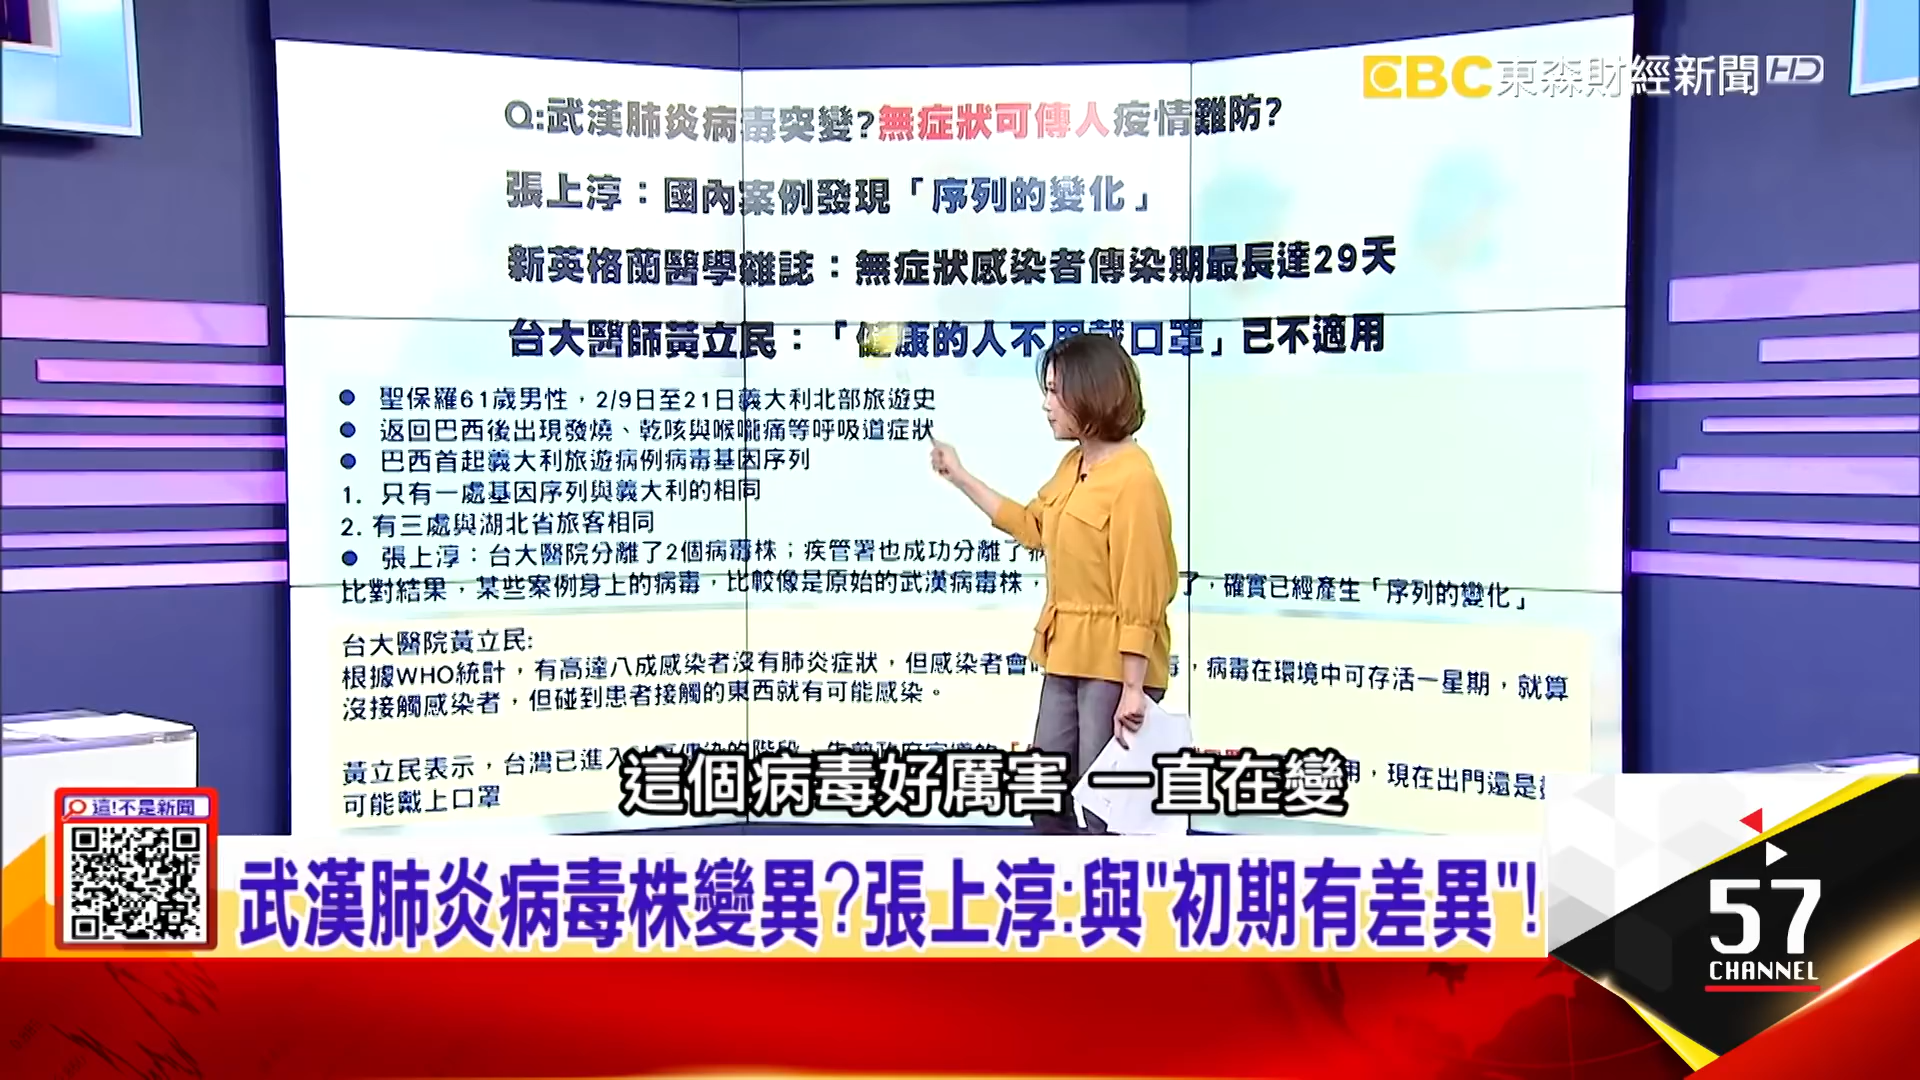 EBC 東森財經新聞 HD
Q:武漢肺炎病毒突變?無症狀可傳人疫情難防?
張上淳：國內案例發現「序列的變化」
新英格蘭醫學雜誌：無症狀感染者傳染期最長達29天
台大醫師黃立民：「健康的人不用戴口罩」已不適用
● 聖保羅61歲男性，2/9日至21日義大利北部旅遊史
● 返回巴西後出現發燒、乾咳與喉嚨痛等呼吸道症狀
● 巴西首起義大利旅遊病例病毒基因序列
1. 只有一處基因序列與義大利的相同
2. 有三處與湖北省旅客相同
● 張上淳：台大醫院分離了2個病毒株；疾管署也成功分離了
比對結果，某些案例身上的病毒，比較像是原始的武漢病毒株， 了，確實已經產生「序列的變化」
台大醫院黃立民:
根據WHO統計，有高達八成感染者沒有肺炎症狀，但感染者會 ，病毒在環境中可存活一星期，就算
沒接觸感染者，但碰到患者接觸的東西就有可能感染。
黃立民表示，台灣已進入 用，現在出門還是
可能戴上口罩
這個病毒好厲害 一直在變
這!不是新聞
武漢肺炎病毒株變異?張上淳:與"初期有差異"!
57
CHANNEL